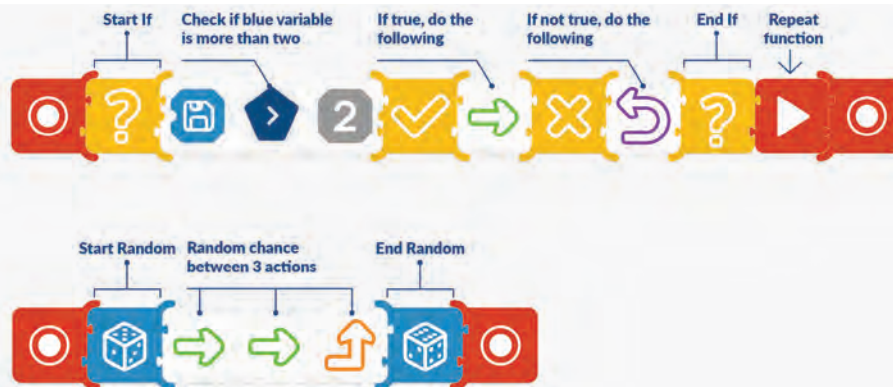 Start If
Check if blue variable
is more than two
If true, do the
following
If not true, do the
following
End If
Repeat
function
?
>
2
?
Start Random
Random chance
between 3 actions
End Random